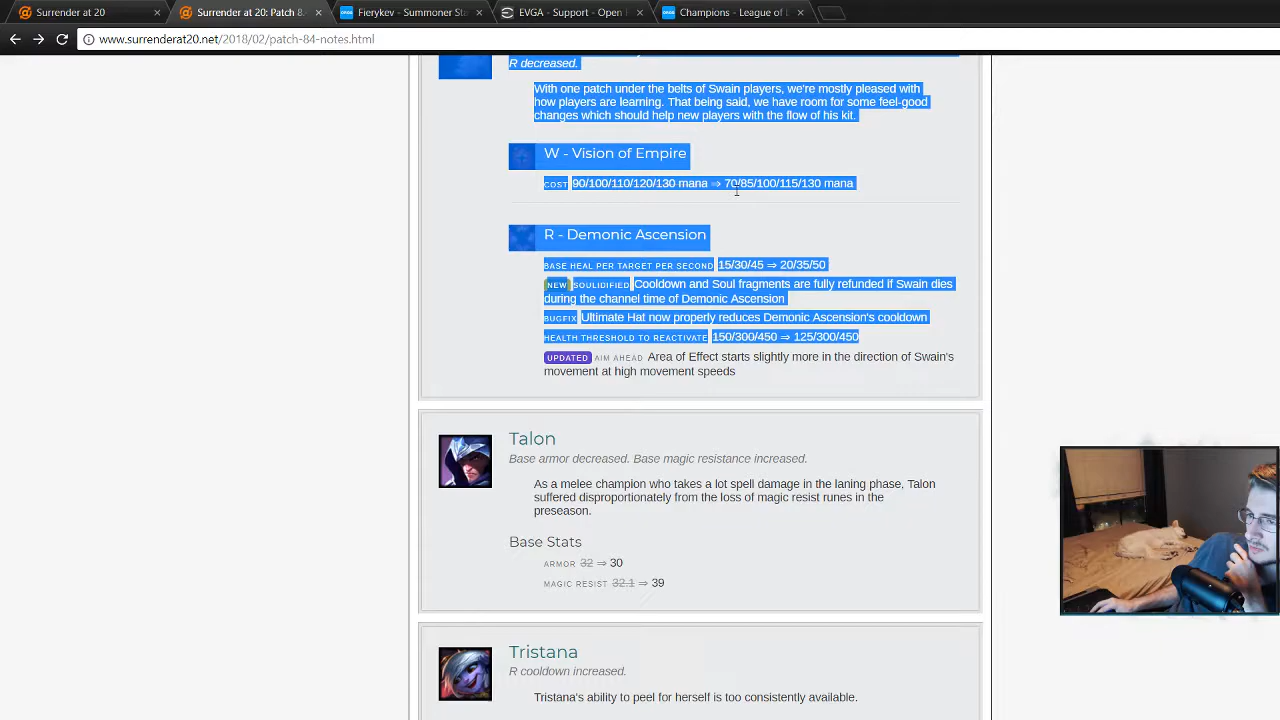 Surrender at 20
Surrender at 20: Patch 8.
Fierykev - Summoner St
EVGA - Support - Open
Champions - League of L
www.surrenderat20.net/2018/02/patch-84-notes.html
R decreased.
With one patch under the belts of Swain players, we're mostly pleased with
how players are learning. That being said, we have room for some feel-good
changes which should help new players with the flow of his kit.
W - Vision of Empire
COST 90/100/110/120/130 mana ⇒ 70/85/100/115/130 mana
R - Demonic Ascension
BASE HEAL PER TARGET PER SECOND 15/30/45 ⇒ 20/35/50
NEW SOULIDIFIED Cooldown and Soul fragments are fully refunded if Swain dies
during the channel time of Demonic Ascension
BUGFIX Ultimate Hat now properly reduces Demonic Ascension's cooldown
HEALTH THRESHOLD TO REACTIVATE 150/300/450 ⇒ 125/300/450
UPDATED AIM AHEAD Area of Effect starts slightly more in the direction of Swain's
movement at high movement speeds
Talon
Base armor decreased. Base magic resistance increased.
As a melee champion who takes a lot spell damage in the laning phase, Talon
suffered disproportionately from the loss of magic resist runes in the
preseason.
Base Stats
ARMOR 32 ⇒ 30
MAGIC RESIST 32.1 ⇒ 39
Tristana
R cooldown increased.
Tristana's ability to peel for herself is too consistently available.